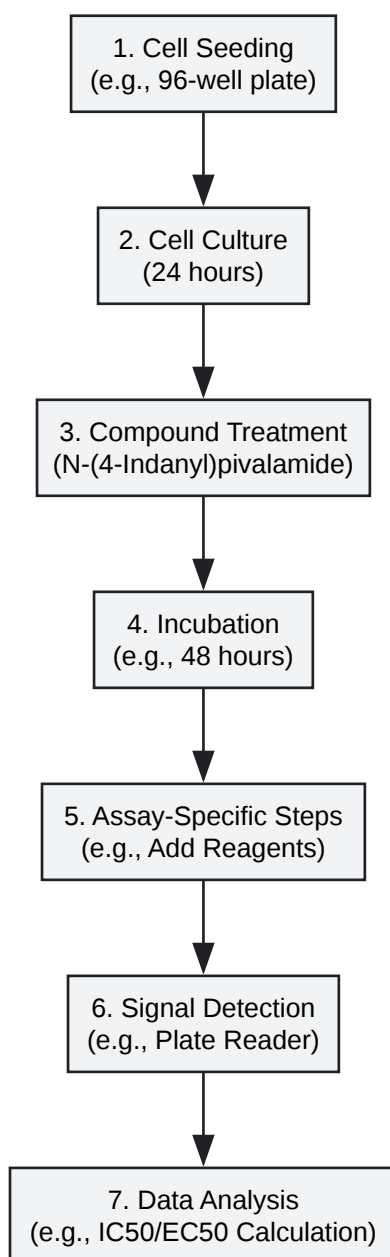 1. Cell Seeding
(e.g., 96-well plate)
2. Cell Culture
(24 hours)
3. Compound Treatment
(N-(4-Indanyl)pivalamide)
4. Incubation
(e.g., 48 hours)
5. Assay-Specific Steps
(e.g., Add Reagents)
6. Signal Detection
(e.g., Plate Reader)
7. Data Analysis
(e.g., IC50/EC50 Calculation)